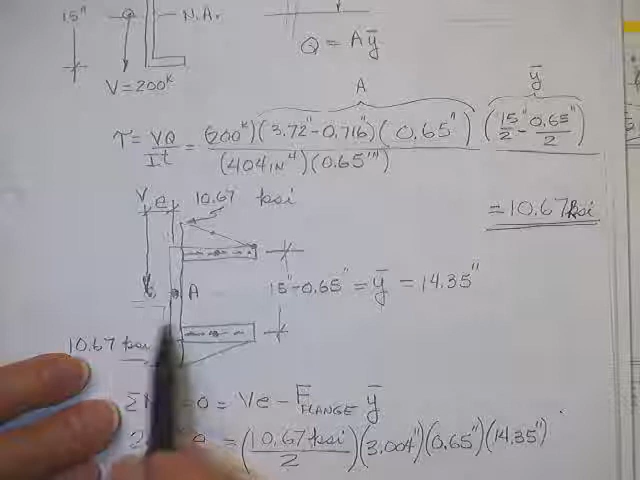 15" Q N.A.
Q = Aȳ
V=200ᵏ
A ȳ
τ = VQ/It = (200ᵏ)(3.72"-0.716")(0.65") (15"/2 - 0.65"/2) / (404 IN⁴)(0.65"")
V e 10.67 ksi
= 10.67 ksi
A 15"-0.65" = ȳ = 14.35"
10.67 ksi
=0 = Ve - F FLANGE ȳ
= (10.67 ksi/2)(3.004")(0.65")(14.35")